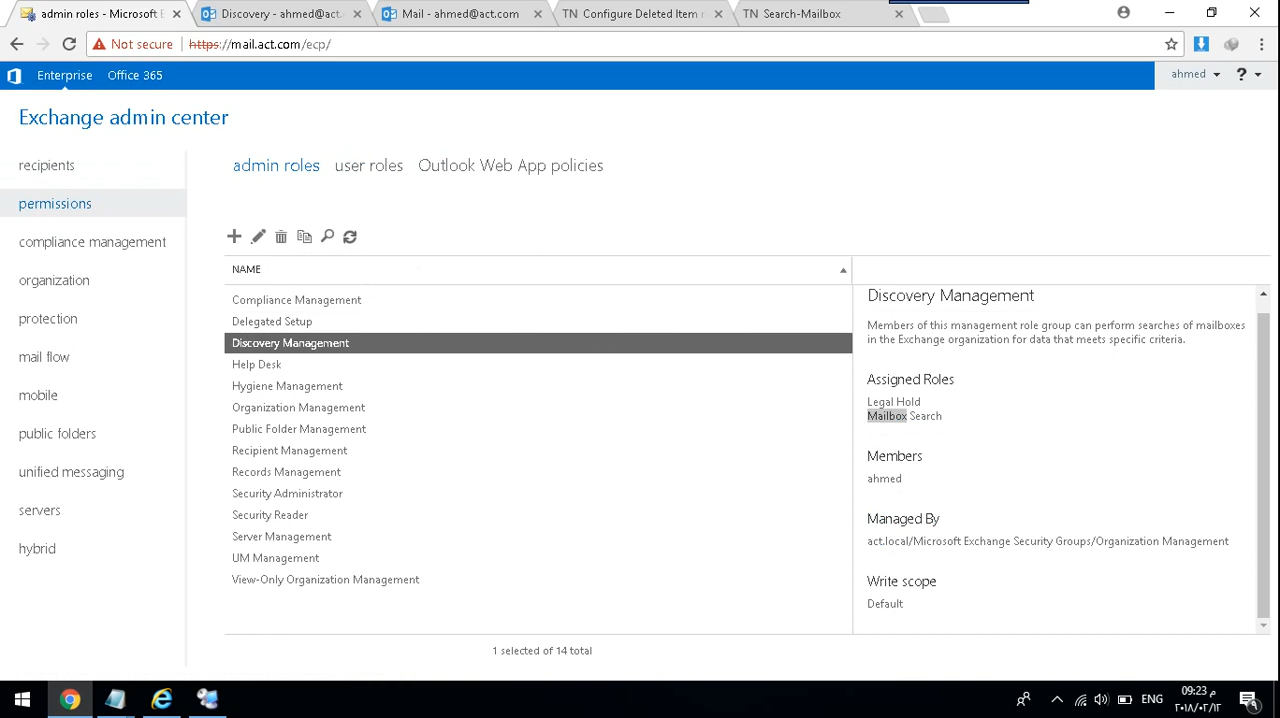 admin roles - Microsoft E
Discovery - ahmed@act.
Mail - ahmed@act.com
TN Configure Deleted Item r
TN Search-Mailbox
Not secure | https://mail.act.com/ecp/
Enterprise Office 365
ahmed ?
Exchange admin center
recipients
permissions
compliance management
organization
protection
mail flow
mobile
public folders
unified messaging
servers
hybrid
admin roles user roles Outlook Web App policies
NAME
Compliance Management
Delegated Setup
Discovery Management
Help Desk
Hygiene Management
Organization Management
Public Folder Management
Recipient Management
Records Management
Security Administrator
Security Reader
Server Management
UM Management
View-Only Organization Management
1 selected of 14 total
Discovery Management
Members of this management role group can perform searches of mailboxes
in the Exchange organization for data that meets specific criteria.
Assigned Roles
Legal Hold
Mailbox Search
Members
ahmed
Managed By
act.local/Microsoft Exchange Security Groups/Organization Management
Write scope
Default
ENG
09:23 م
٢٠١٨/٠٢/١٢